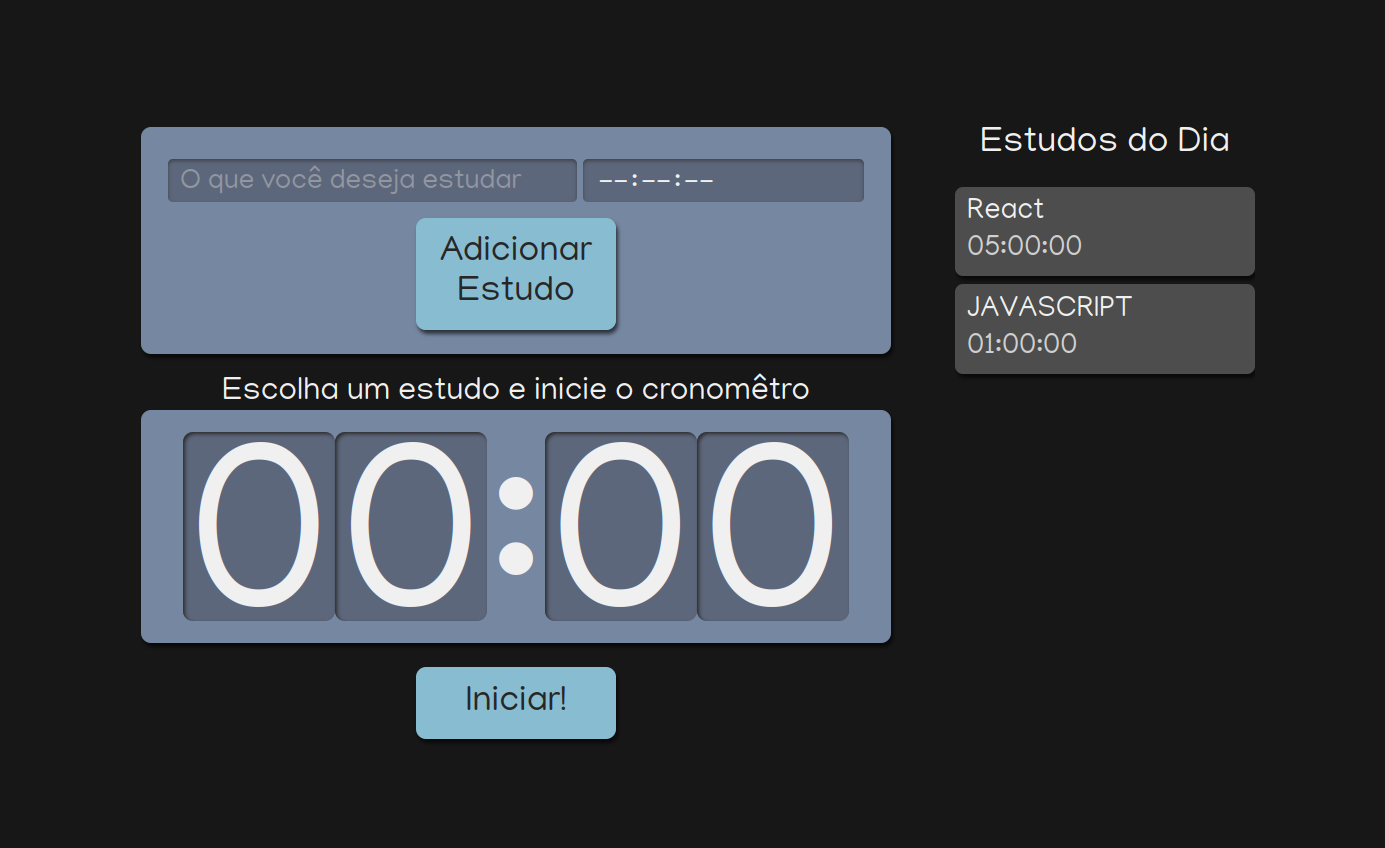 O que você deseja estudar
--:--:--
Adicionar
Estudo
Escolha um estudo e inicie o cronomêtro
00:00
Iniciar!
Estudos do Dia
React
05:00:00
JAVASCRIPT
01:00:00